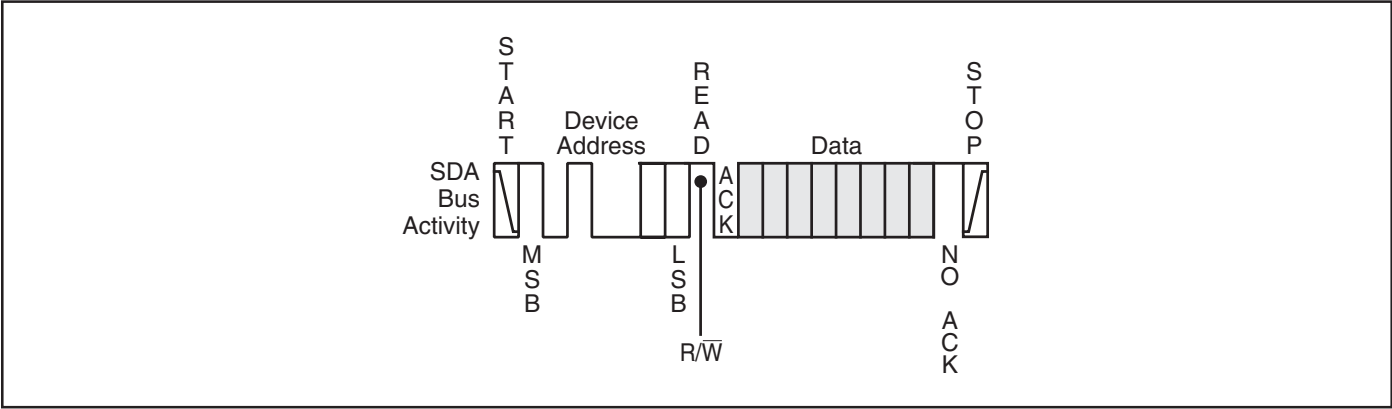 START
Device
Address
READ
Data
STOP
SDA
Bus
Activity
ACK
MSB
LSB
NO ACK
R/W̅